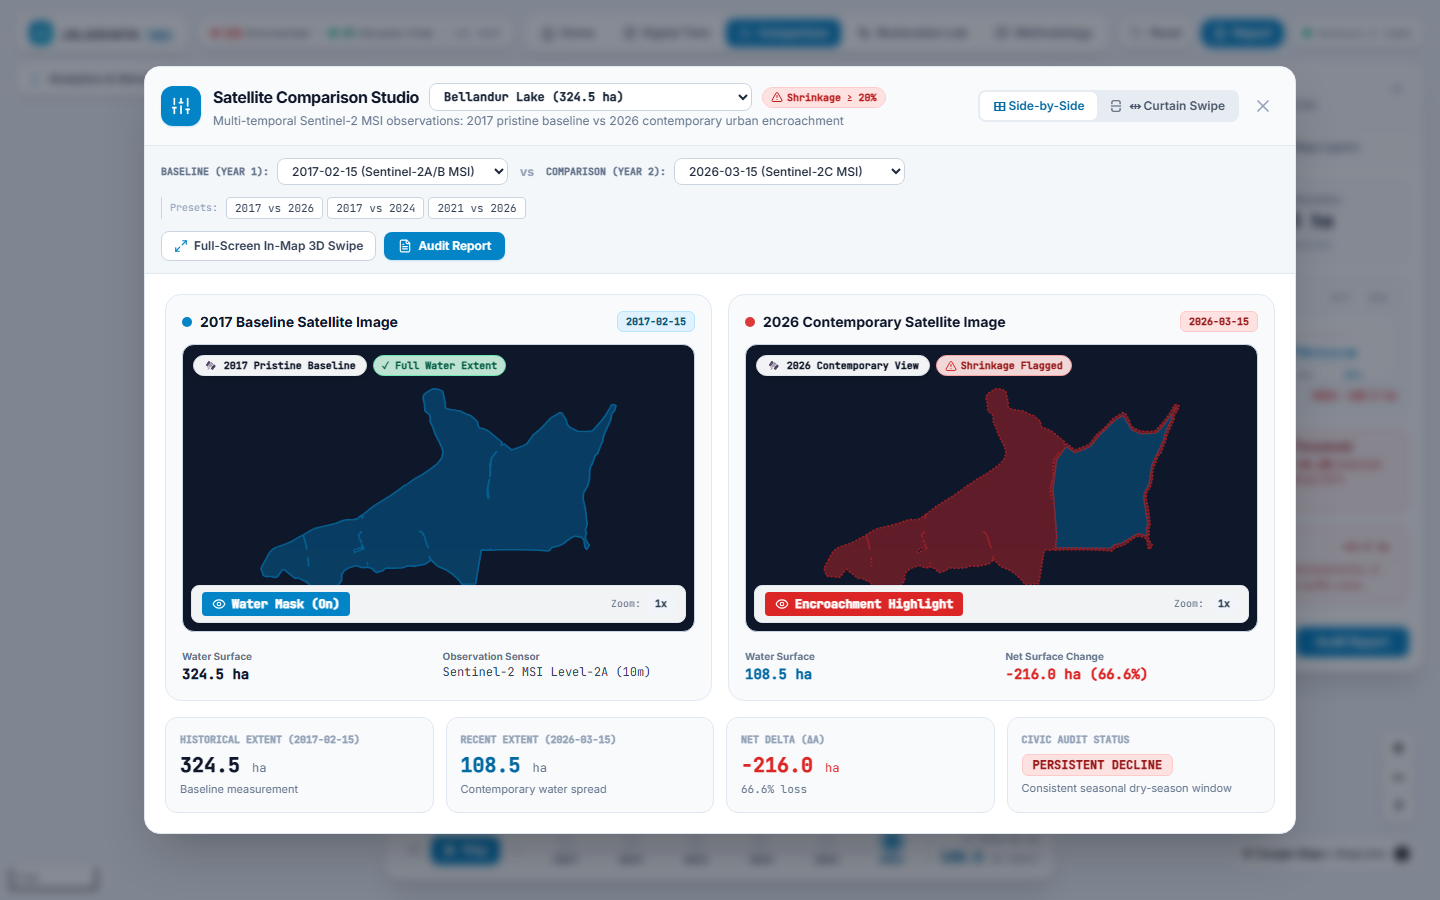 Satellite Comparison Studio
Bellandur Lake (324.5 ha)
Shrinkage ≥ 20%
Side-by-Side
Curtain Swipe
Multi-temporal Sentinel-2 MSI observations: 2017 pristine baseline vs 2026 contemporary urban encroachment
BASELINE (YEAR 1):
2017-02-15 (Sentinel-2A/B MSI)
vs
COMPARISON (YEAR 2):
2026-03-15 (Sentinel-2C MSI)
Presets:
2017 vs 2026
2017 vs 2024
2021 vs 2026
Full-Screen In-Map 3D Swipe
Audit Report
2017 Baseline Satellite Image
2017-02-15
2017 Pristine Baseline
✓ Full Water Extent
Water Mask (On)
Zoom: 1x
Water Surface
324.5 ha
Observation Sensor
Sentinel-2 MSI Level-2A (10m)
2026 Contemporary Satellite Image
2026-03-15
2026 Contemporary View
Shrinkage Flagged
Encroachment Highlight
Zoom: 1x
Water Surface
108.5 ha
Net Surface Change
-216.0 ha (66.6%)
HISTORICAL EXTENT (2017-02-15)
324.5 ha
Baseline measurement
RECENT EXTENT (2026-03-15)
108.5 ha
Contemporary water spread
NET DELTA (ΔA)
-216.0 ha
66.6% loss
CIVIC AUDIT STATUS
PERSISTENT DECLINE
Consistent seasonal dry-season window